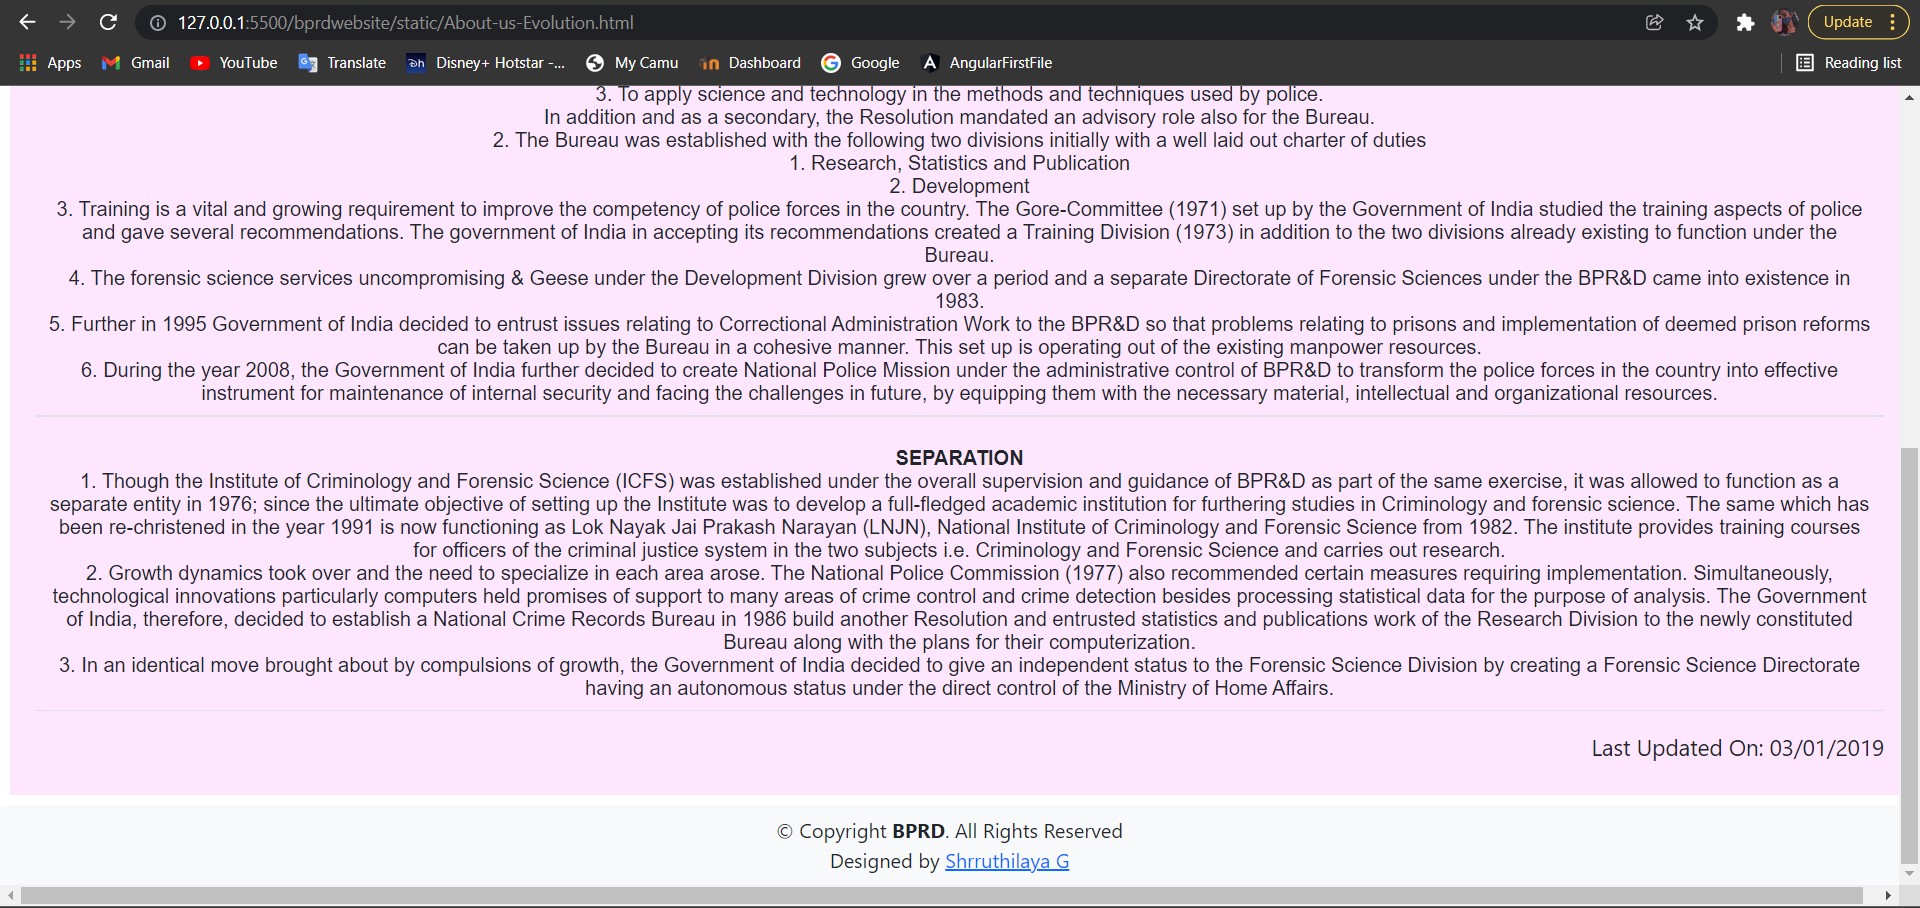 127.0.0.1:5500/bprdwebsite/static/About-us-Evolution.html
Update
Apps Gmail YouTube Translate Disney+ Hotstar -... My Camu Dashboard Google AngularFirstFile Reading list
3. To apply science and technology in the methods and techniques used by police.
In addition and as a secondary, the Resolution mandated an advisory role also for the Bureau.
2. The Bureau was established with the following two divisions initially with a well laid out charter of duties
1. Research, Statistics and Publication
2. Development
3. Training is a vital and growing requirement to improve the competency of police forces in the country. The Gore-Committee (1971) set up by the Government of India studied the training aspects of police
and gave several recommendations. The government of India in accepting its recommendations created a Training Division (1973) in addition to the two divisions already existing to function under the
Bureau.
4. The forensic science services uncompromising & Geese under the Development Division grew over a period and a separate Directorate of Forensic Sciences under the BPR&D came into existence in
1983.
5. Further in 1995 Government of India decided to entrust issues relating to Correctional Administration Work to the BPR&D so that problems relating to prisons and implementation of deemed prison reforms
can be taken up by the Bureau in a cohesive manner. This set up is operating out of the existing manpower resources.
6. During the year 2008, the Government of India further decided to create National Police Mission under the administrative control of BPR&D to transform the police forces in the country into effective
instrument for maintenance of internal security and facing the challenges in future, by equipping them with the necessary material, intellectual and organizational resources.
SEPARATION
1. Though the Institute of Criminology and Forensic Science (ICFS) was established under the overall supervision and guidance of BPR&D as part of the same exercise, it was allowed to function as a
separate entity in 1976; since the ultimate objective of setting up the Institute was to develop a full-fledged academic institution for furthering studies in Criminology and forensic science. The same which has
been re-christened in the year 1991 is now functioning as Lok Nayak Jai Prakash Narayan (LNJN), National Institute of Criminology and Forensic Science from 1982. The institute provides training courses
for officers of the criminal justice system in the two subjects i.e. Criminology and Forensic Science and carries out research.
2. Growth dynamics took over and the need to specialize in each area arose. The National Police Commission (1977) also recommended certain measures requiring implementation. Simultaneously,
technological innovations particularly computers held promises of support to many areas of crime control and crime detection besides processing statistical data for the purpose of analysis. The Government
of India, therefore, decided to establish a National Crime Records Bureau in 1986 build another Resolution and entrusted statistics and publications work of the Research Division to the newly constituted
Bureau along with the plans for their computerization.
3. In an identical move brought about by compulsions of growth, the Government of India decided to give an independent status to the Forensic Science Division by creating a Forensic Science Directorate
having an autonomous status under the direct control of the Ministry of Home Affairs.
Last Updated On: 03/01/2019
© Copyright BPRD. All Rights Reserved
Designed by Shrruthilaya G